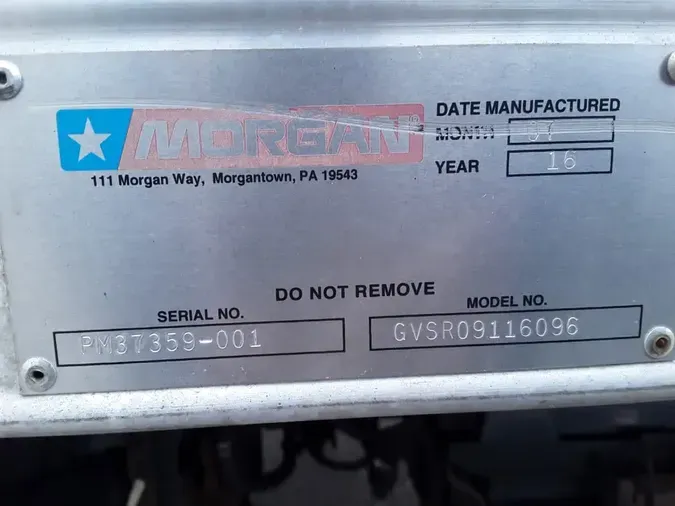 MORGAN®
111 Morgan Way, Morgantown, PA 19543
DATE MANUFACTURED
MONTH 07
YEAR 16
DO NOT REMOVE
SERIAL NO.
PM37359-001
MODEL NO.
GVSR09116096